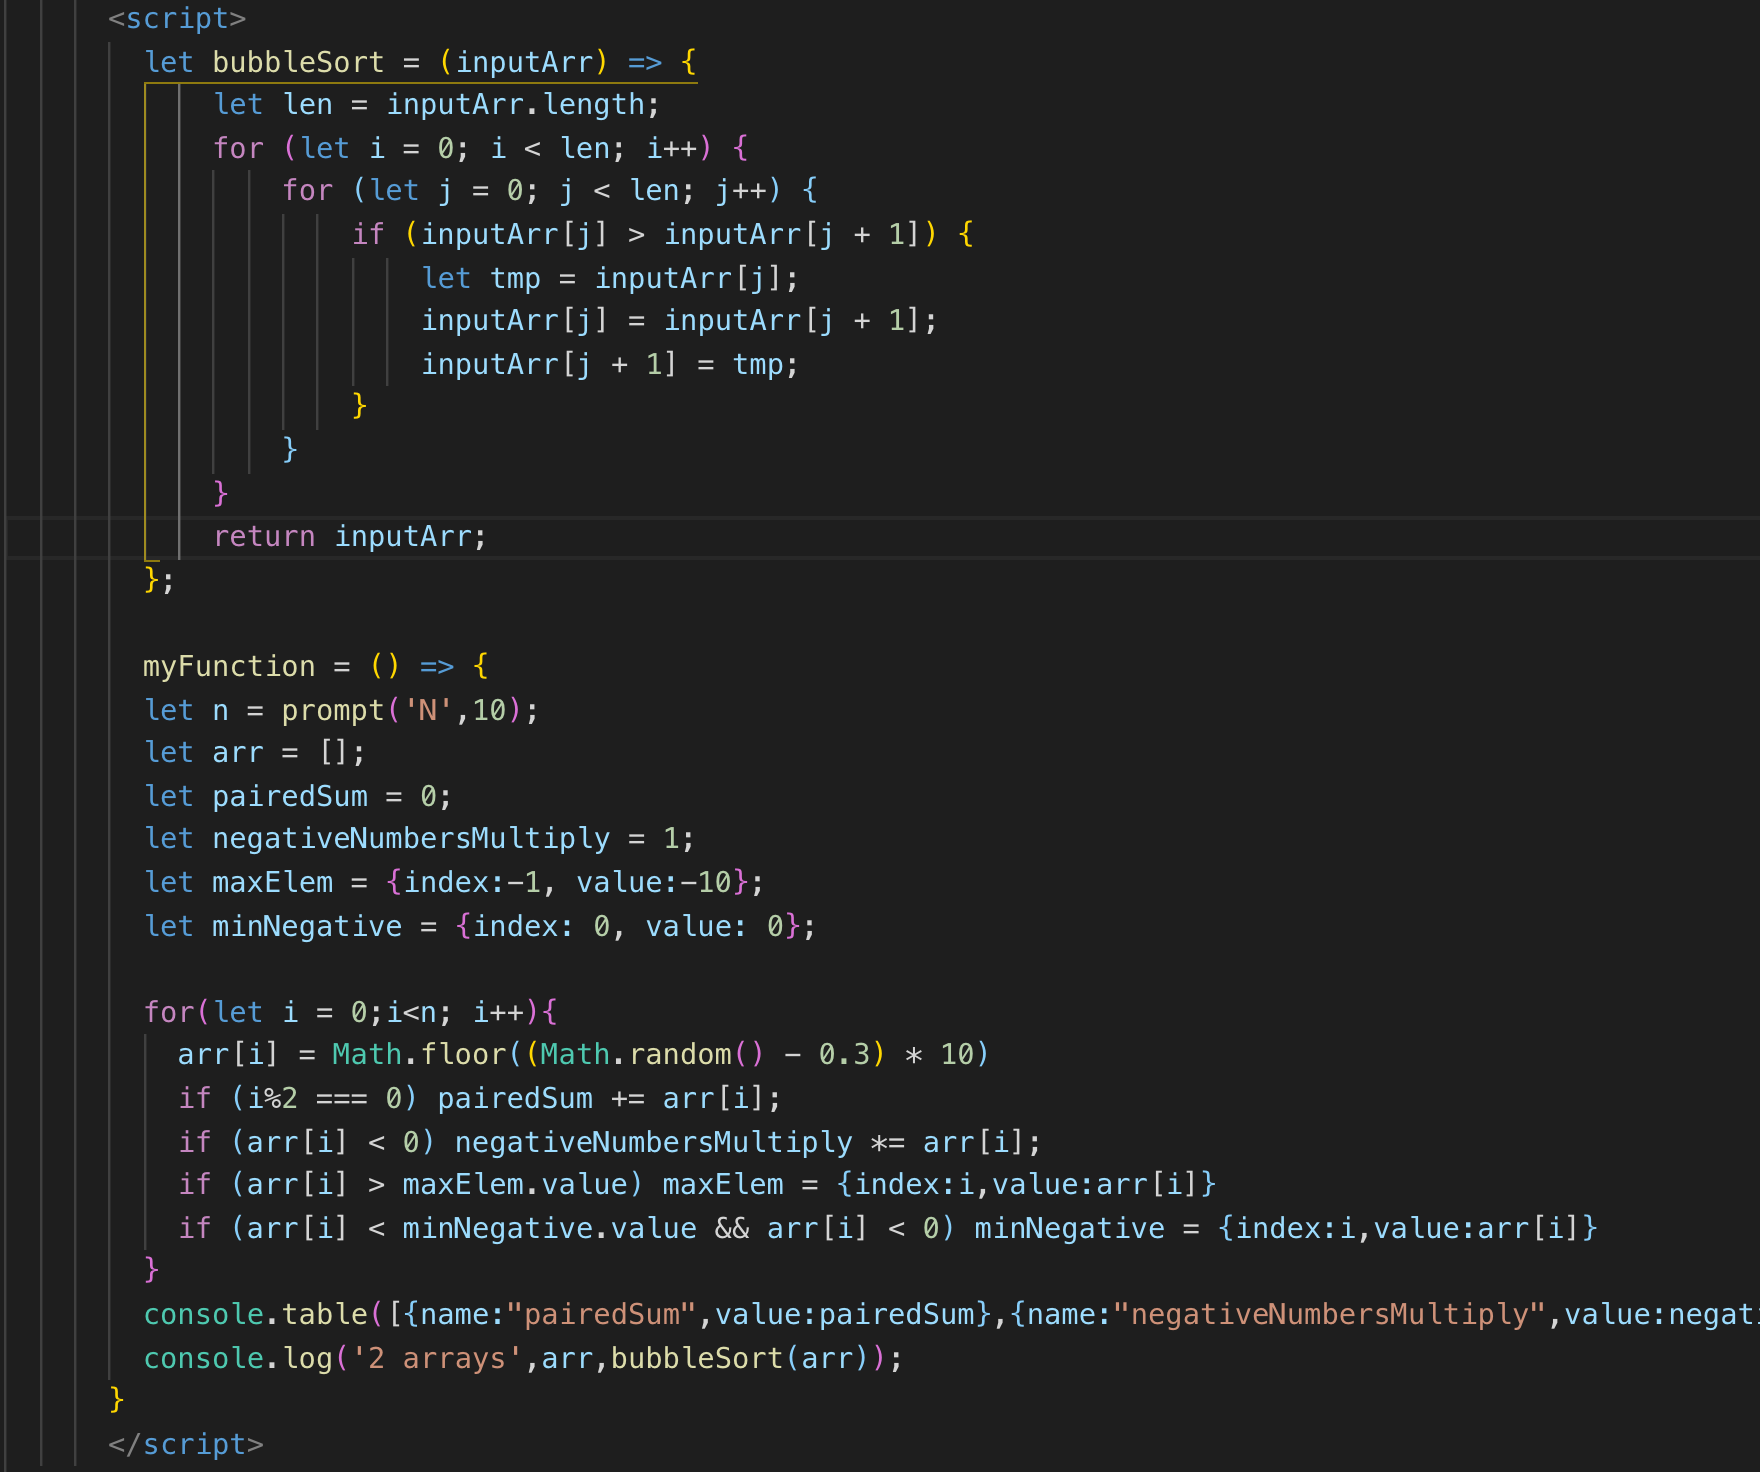 <script>
let bubbleSort = (inputArr) => {
let len = inputArr.length;
for (let i = 0; i < len; i++) {
for (let j = 0; j < len; j++) {
if (inputArr[j] > inputArr[j + 1]) {
let tmp = inputArr[j];
inputArr[j] = inputArr[j + 1];
inputArr[j + 1] = tmp;
}
}
}
return inputArr;
};
myFunction = () => {
let n = prompt('N',10);
let arr = [];
let pairedSum = 0;
let negativeNumbersMultiply = 1;
let maxElem = {index:-1, value:-10};
let minNegative = {index: 0, value: 0};
for(let i = 0;i<n; i++){
arr[i] = Math.floor((Math.random() - 0.3) * 10)
if (i%2 === 0) pairedSum += arr[i];
if (arr[i] < 0) negativeNumbersMultiply *= arr[i];
if (arr[i] > maxElem.value) maxElem = {index:i,value:arr[i]}
if (arr[i] < minNegative.value && arr[i] < 0) minNegative = {index:i,value:arr[i]}
}
console.table([{name:"pairedSum",value:pairedSum},{name:"negativeNumbersMultiply",value:negati
console.log('2 arrays',arr,bubbleSort(arr));
}
</script>